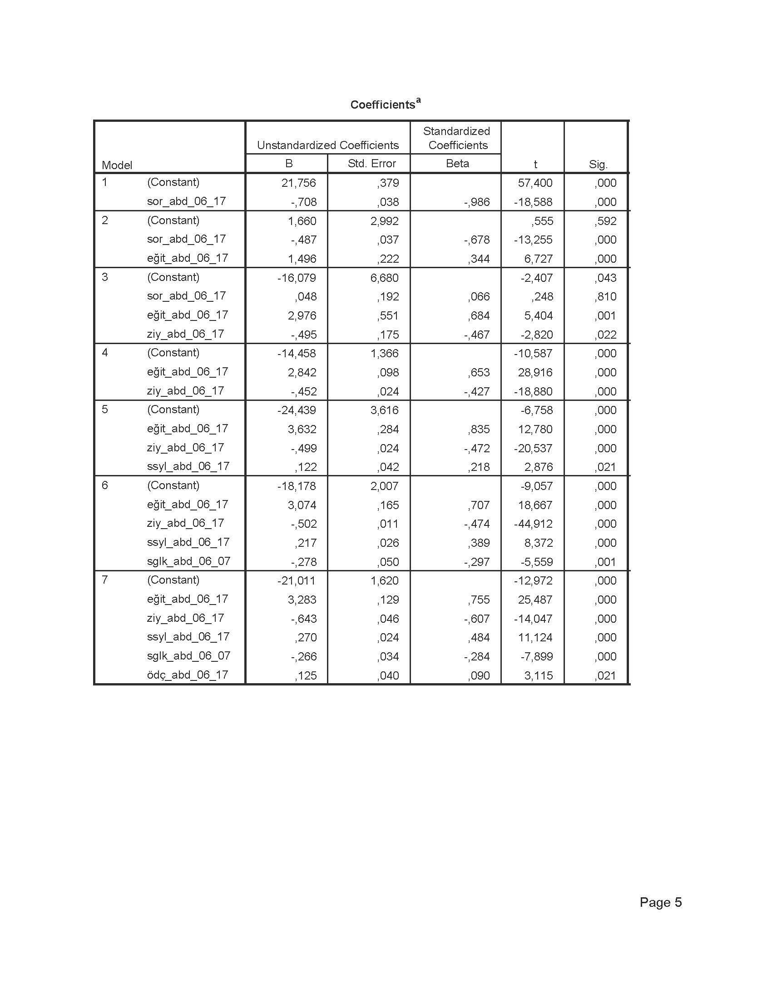 Coefficientsa
Model Unstandardized Coefficients Standardized Coefficients t Sig.
B Std. Error Beta
1 (Constant) 21,756 ,379 57,400 ,000
sor_abd_06_17 -,708 ,038 -,986 -18,588 ,000
2 (Constant) 1,660 2,992 ,555 ,592
sor_abd_06_17 -,487 ,037 -,678 -13,255 ,000
eğit_abd_06_17 1,496 ,222 ,344 6,727 ,000
3 (Constant) -16,079 6,680 -2,407 ,043
sor_abd_06_17 ,048 ,192 ,066 ,248 ,810
eğit_abd_06_17 2,976 ,551 ,684 5,404 ,001
ziy_abd_06_17 -,495 ,175 -,467 -2,820 ,022
4 (Constant) -14,458 1,366 -10,587 ,000
eğit_abd_06_17 2,842 ,098 ,653 28,916 ,000
ziy_abd_06_17 -,452 ,024 -,427 -18,880 ,000
5 (Constant) -24,439 3,616 -6,758 ,000
eğit_abd_06_17 3,632 ,284 ,835 12,780 ,000
ziy_abd_06_17 -,499 ,024 -,472 -20,537 ,000
ssyl_abd_06_17 ,122 ,042 ,218 2,876 ,021
6 (Constant) -18,178 2,007 -9,057 ,000
eğit_abd_06_17 3,074 ,165 ,707 18,667 ,000
ziy_abd_06_17 -,502 ,011 -,474 -44,912 ,000
ssyl_abd_06_17 ,217 ,026 ,389 8,372 ,000
sglk_abd_06_07 -,278 ,050 -,297 -5,559 ,001
7 (Constant) -21,011 1,620 -12,972 ,000
eğit_abd_06_17 3,283 ,129 ,755 25,487 ,000
ziy_abd_06_17 -,643 ,046 -,607 -14,047 ,000
ssyl_abd_06_17 ,270 ,024 ,484 11,124 ,000
sglk_abd_06_07 -,266 ,034 -,284 -7,899 ,000
ödç_abd_06_17 ,125 ,040 ,090 3,115 ,021
Page 5